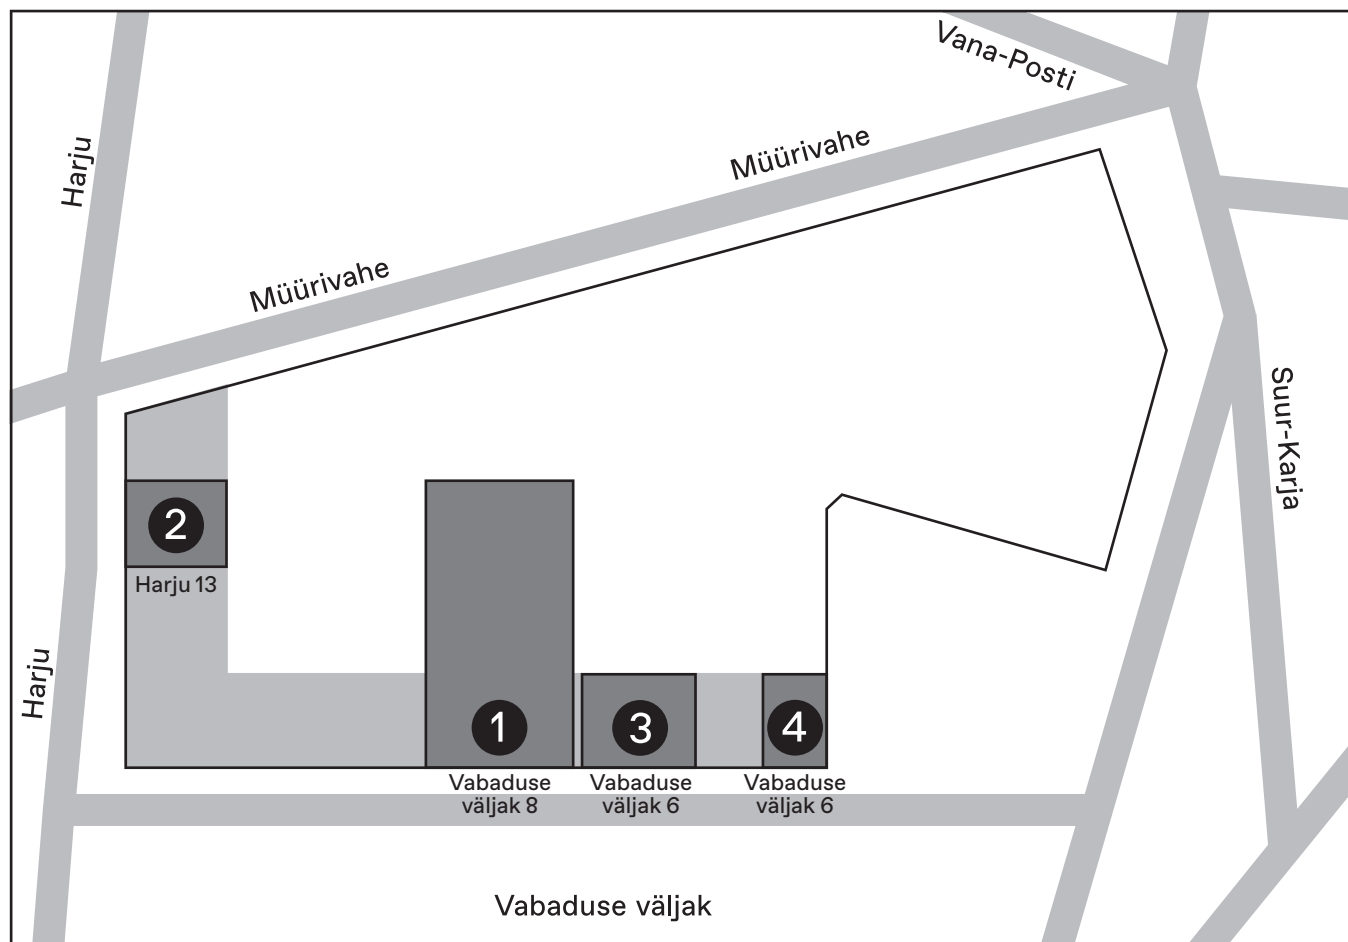 Vana-Posti
Müürivahe
Harju
Müürivahe
Suur-Karja
2
Harju 13
Harju
1
3
4
Vabaduse
väljak 8
Vabaduse
väljak 6
Vabaduse
väljak 6
Vabaduse väljak